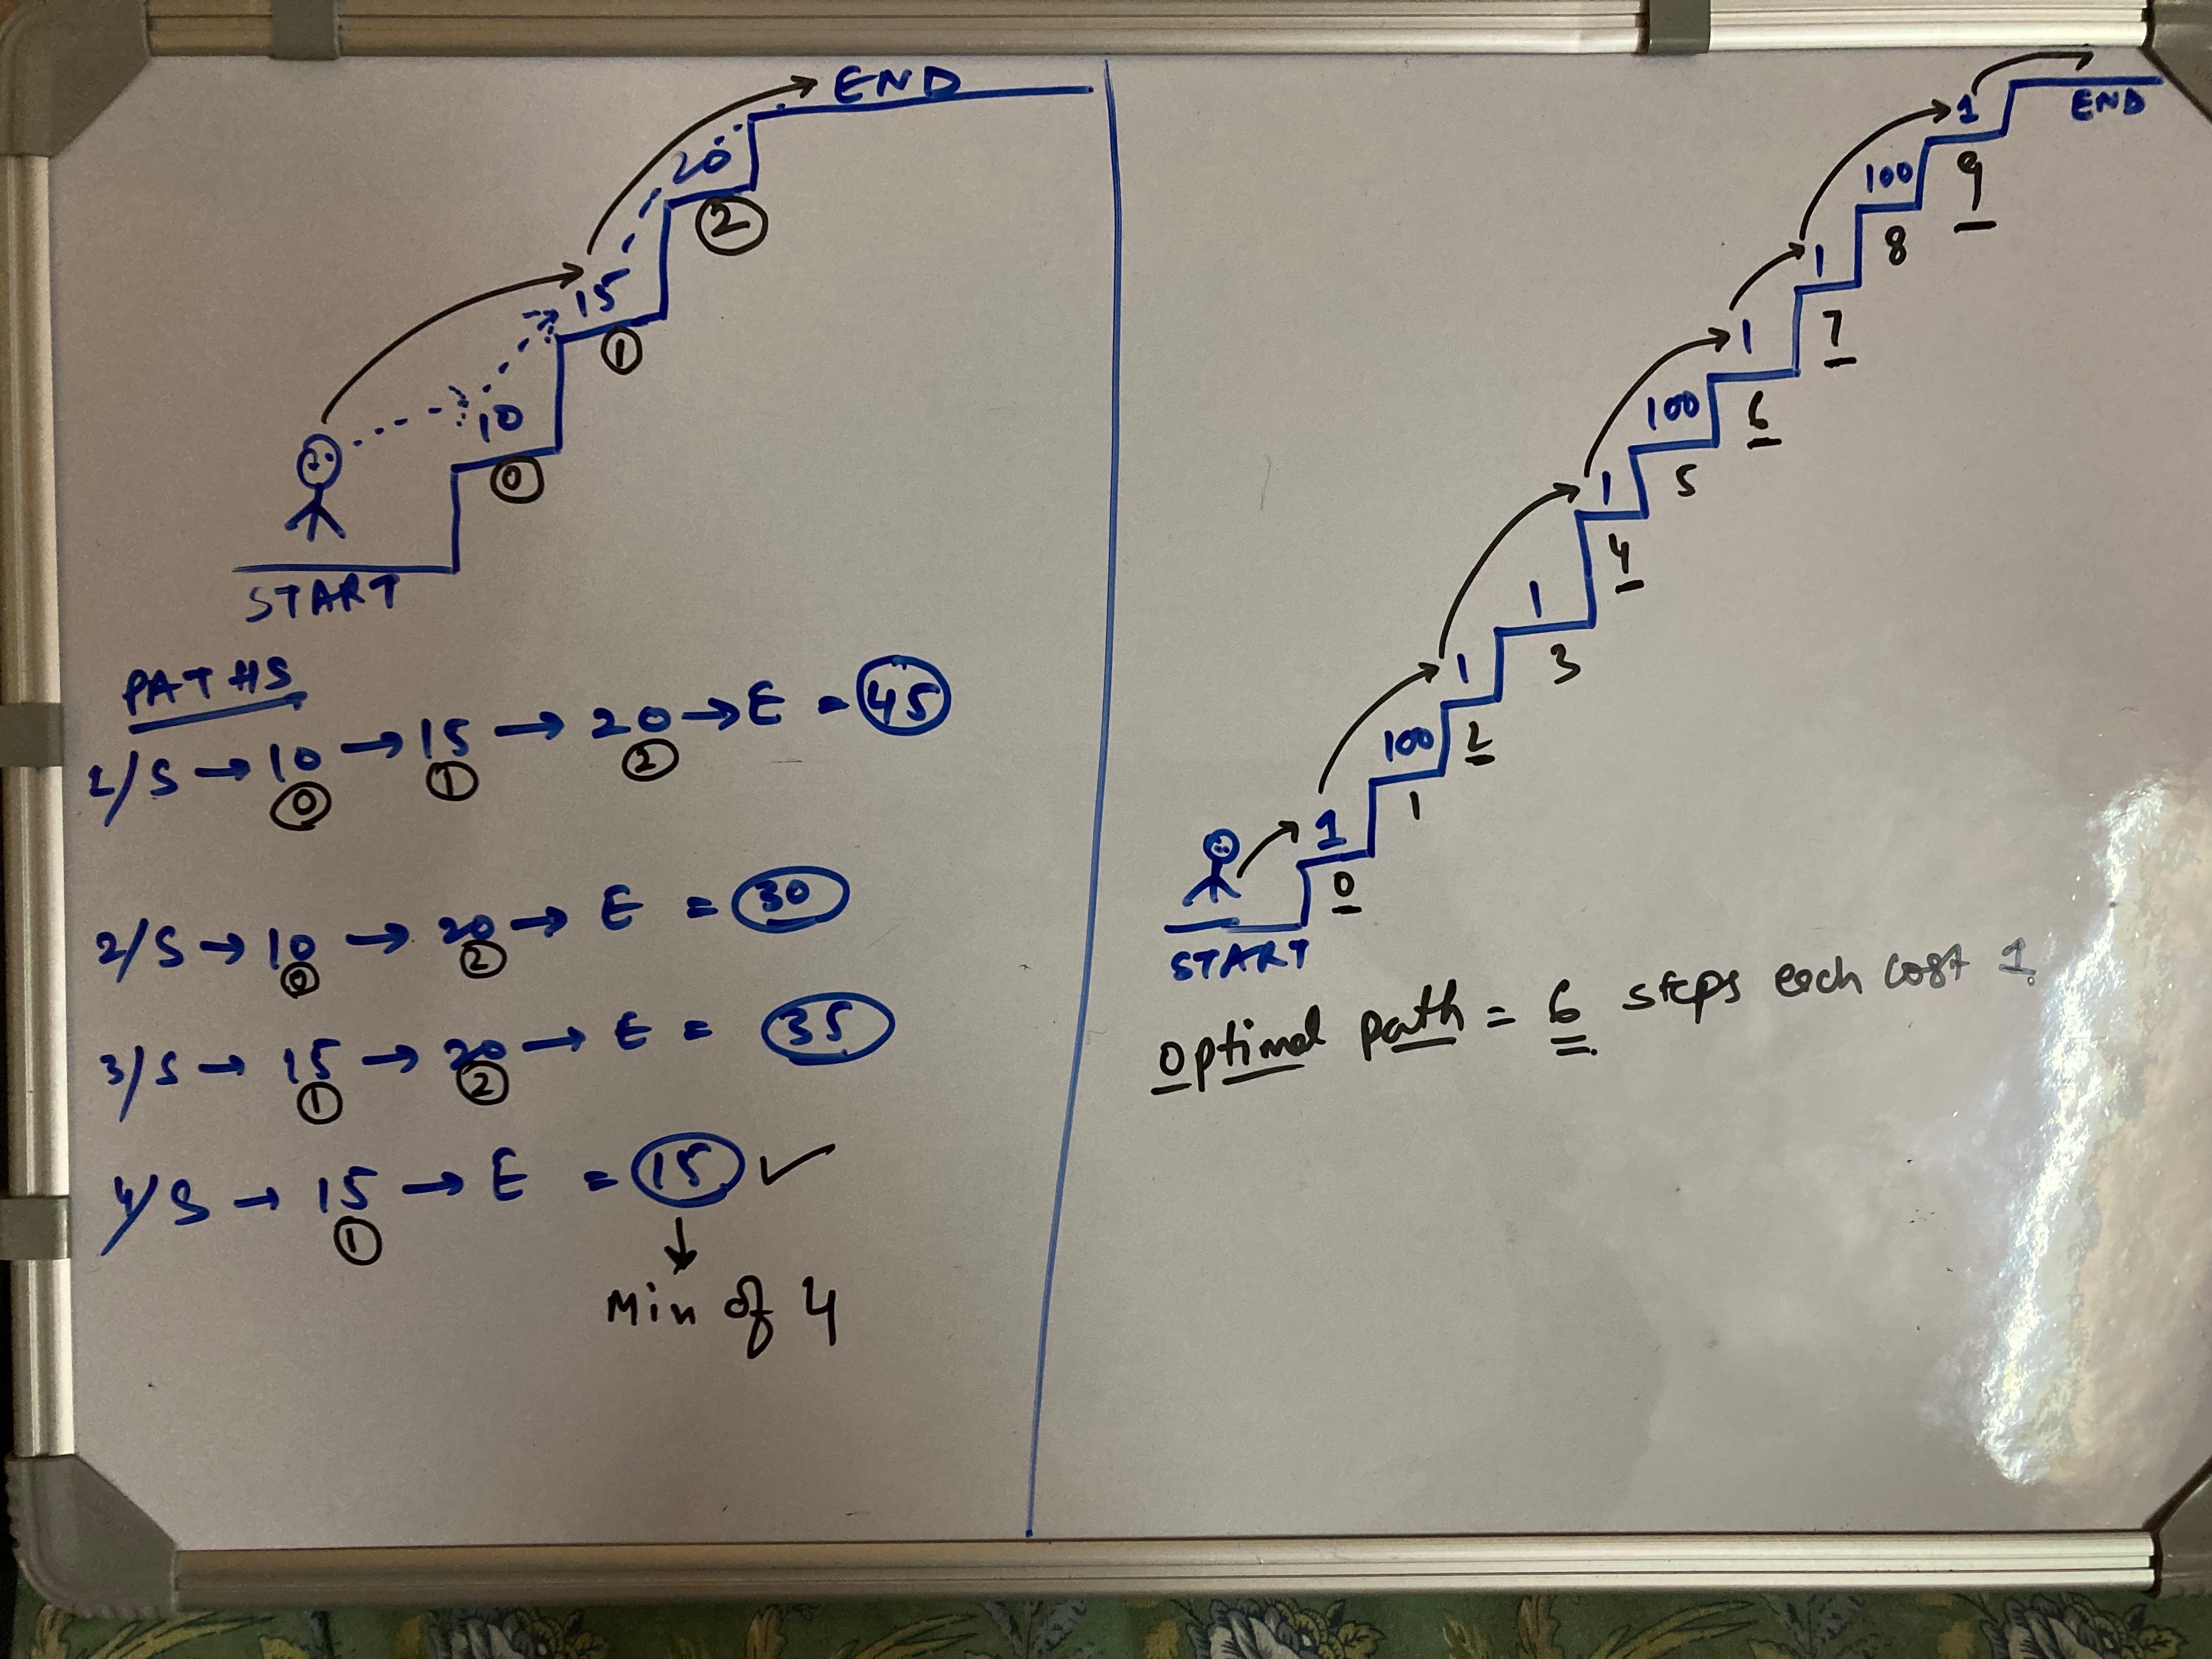 END
20
2
15
1
10
0
START
PATHS
1/S → 10 → 15 → 20 → E = 45
0 1 2
2/S → 10 → 20 → E = 30
0 2
3/S → 15 → 20 → E = 35
1 2
4/S → 15 → E = 15 ✓
1
↓
Min of 4
END
1
9
100
8
1
7
1
6
100
5
1
4
1
3
1
2
100
1
1
0
START
optimal path = 6 steps each cost 1.